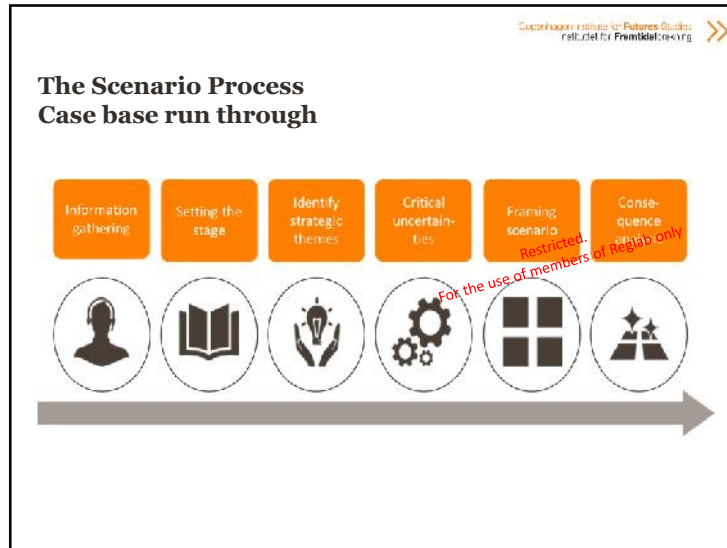 Copenhagen Institute for Futures Studies
Institutet for Fremtidsforskning
The Scenario Process
Case base run through
Information
gathering
Setting the
stage
Identify
strategic
themes
Critical
uncertain-
ties
Framing
scenario
Conse-
quence
Restricted.
For the use of members of Reglab only